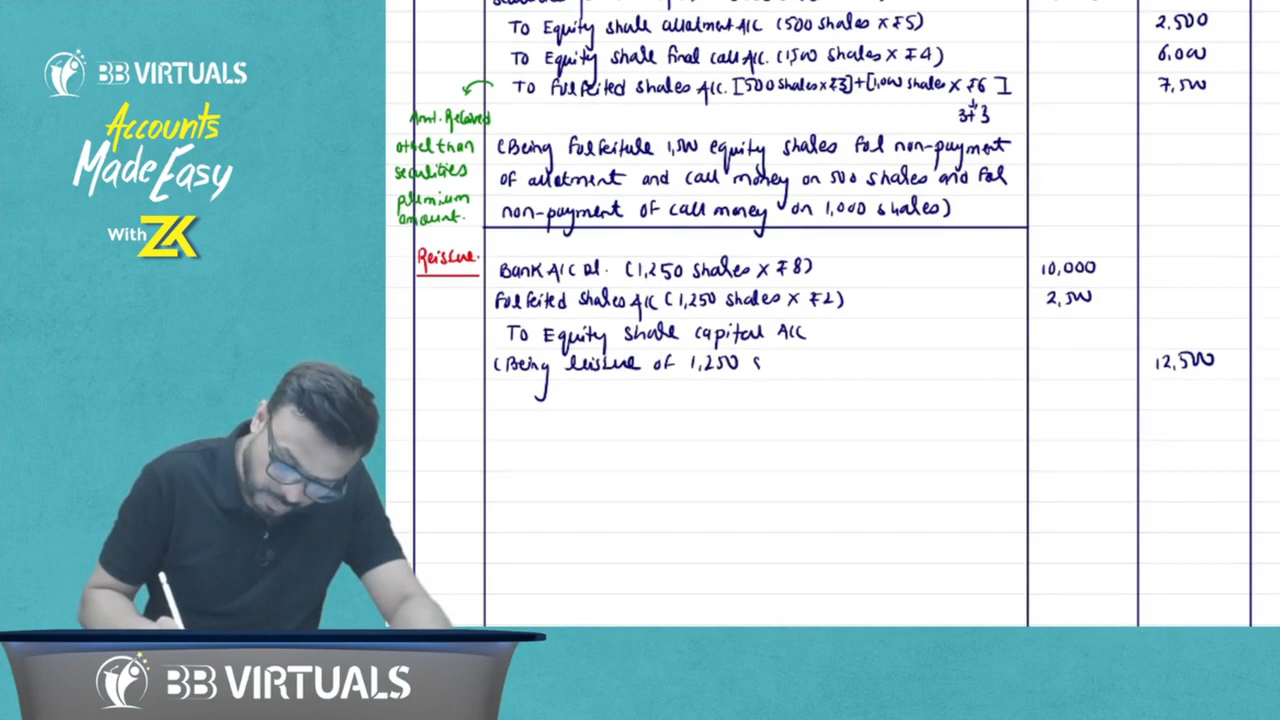 BB VIRTUALS
Accounts
Made Easy
With ZK
To Equity share allotment A/c (500 shares x ₹5) 2,500
To Equity share final call A/c. (1,500 shares x ₹4) 6,000
To Forfeited shares A/c. [500 shares x ₹3]+[1,000 shares x ₹6] 7,500
3+3
Amt. Received
other than
securities
premium
amount.
(Being forfeiture 1,500 equity shares for non-payment
of allotment and call money on 500 shares and for
non-payment of call money on 1,000 shares)
Reissue.
Bank A/c Dr. (1,250 shares x ₹8) 10,000
Forfeited shares A/c (1,250 shares x ₹2) 2,500
To Equity share capital A/c
(Being reissue of 1,250 s 12,500
BB VIRTUALS